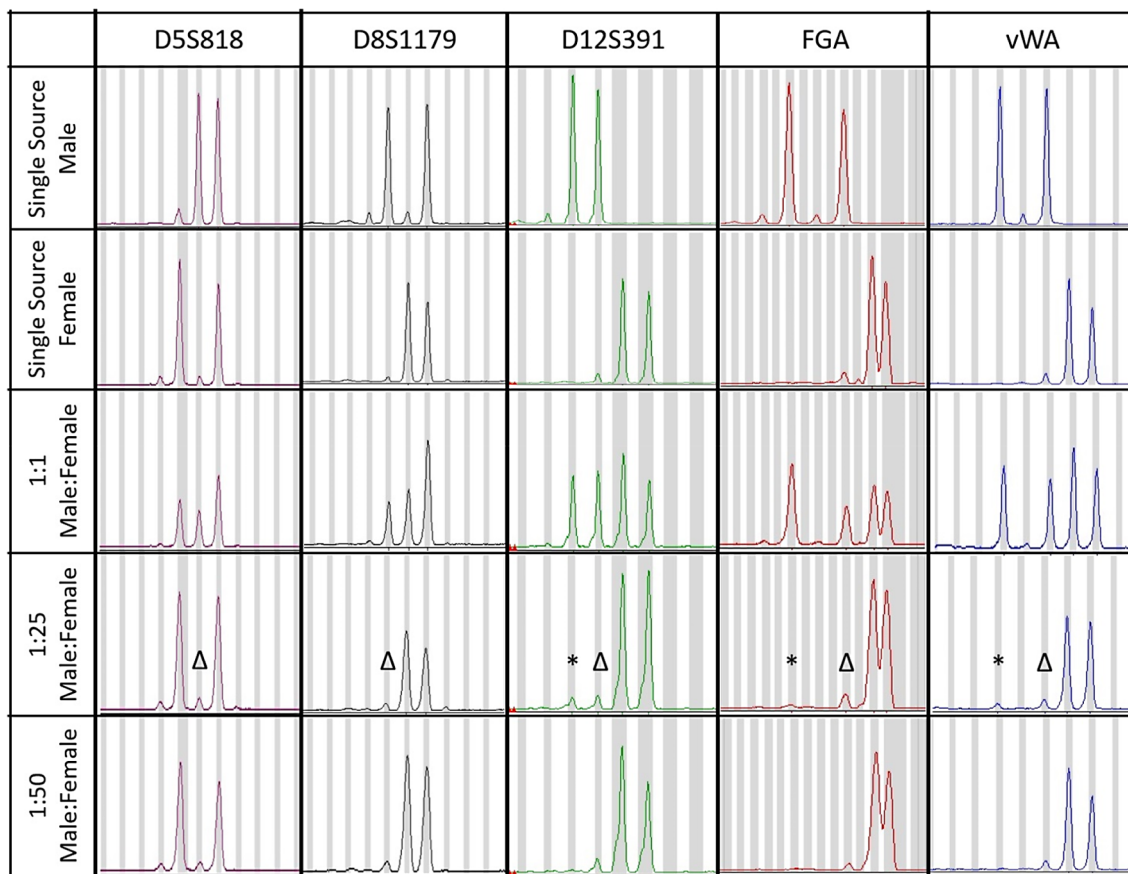 D5S818 D8S1179 D12S391 FGA vWA
Single Source
Male
Single Source
Female
1:1
Male:Female
1:25
Male:Female
Δ Δ * Δ * Δ * Δ
1:50
Male:Female